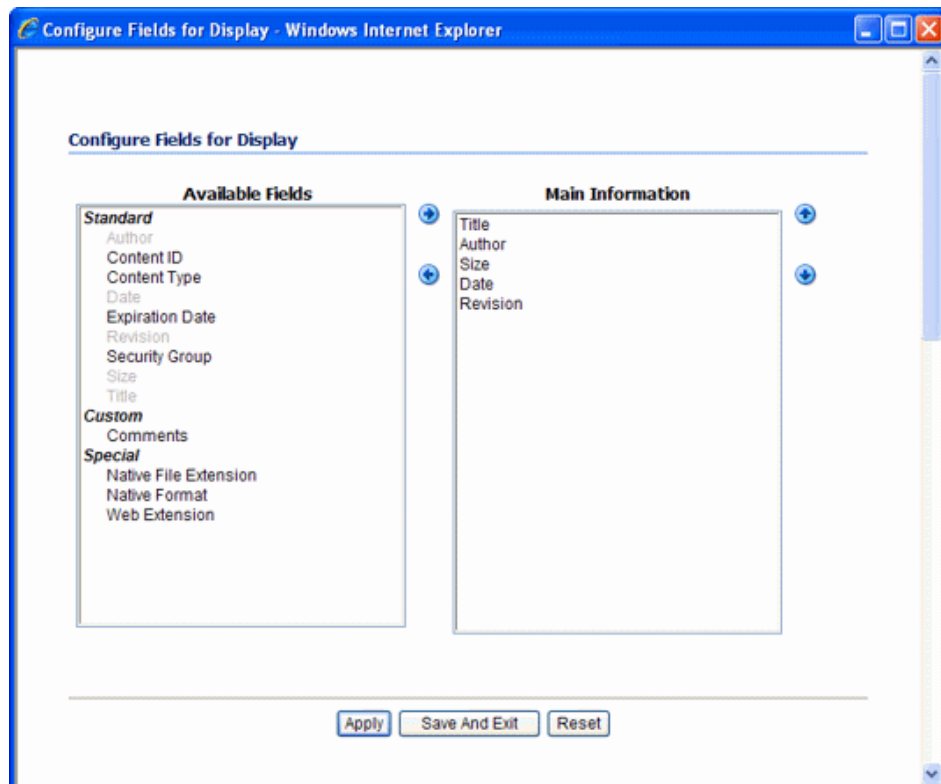 Configure Fields for Display - Windows Internet Explorer
Configure Fields for Display
Available Fields
Standard
Author
Content ID
Content Type
Date
Expiration Date
Revision
Security Group
Size
Title
Custom
Comments
Special
Native File Extension
Native Format
Web Extension
Main Information
Title
Author
Size
Date
Revision
Apply
Save And Exit
Reset